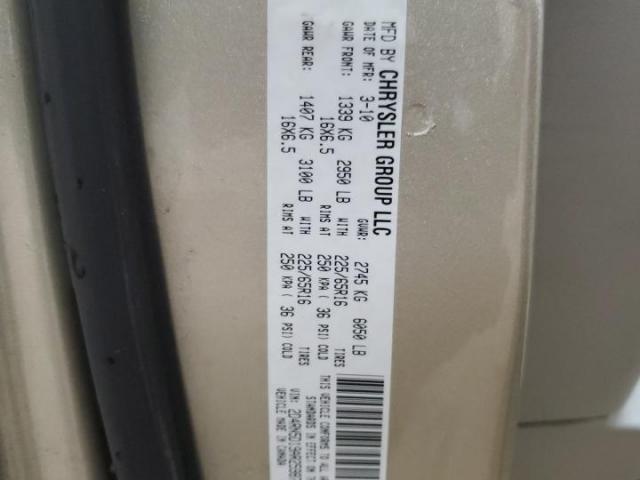 MFD BY CHRYSLER GROUP LLC
DATE OF MFR: 3-10 GVWR: 2745 KG 6050 LB
GAWR FRONT: 1339 KG 2950 LB WITH 225/65R16 TIRES
16X6.5 RIMS AT 250 KPA ( 36 PSI) COLD
GAWR REAR: 1407 KG 3100 LB WITH 225/65R16 TIRES
16X6.5 RIMS AT 250 KPA ( 36 PSI) COLD
THIS VEHICLE CONFORMS TO ALL
STANDARDS IN EFFECT ON
VIN:
VEHICLE MADE IN CANADA